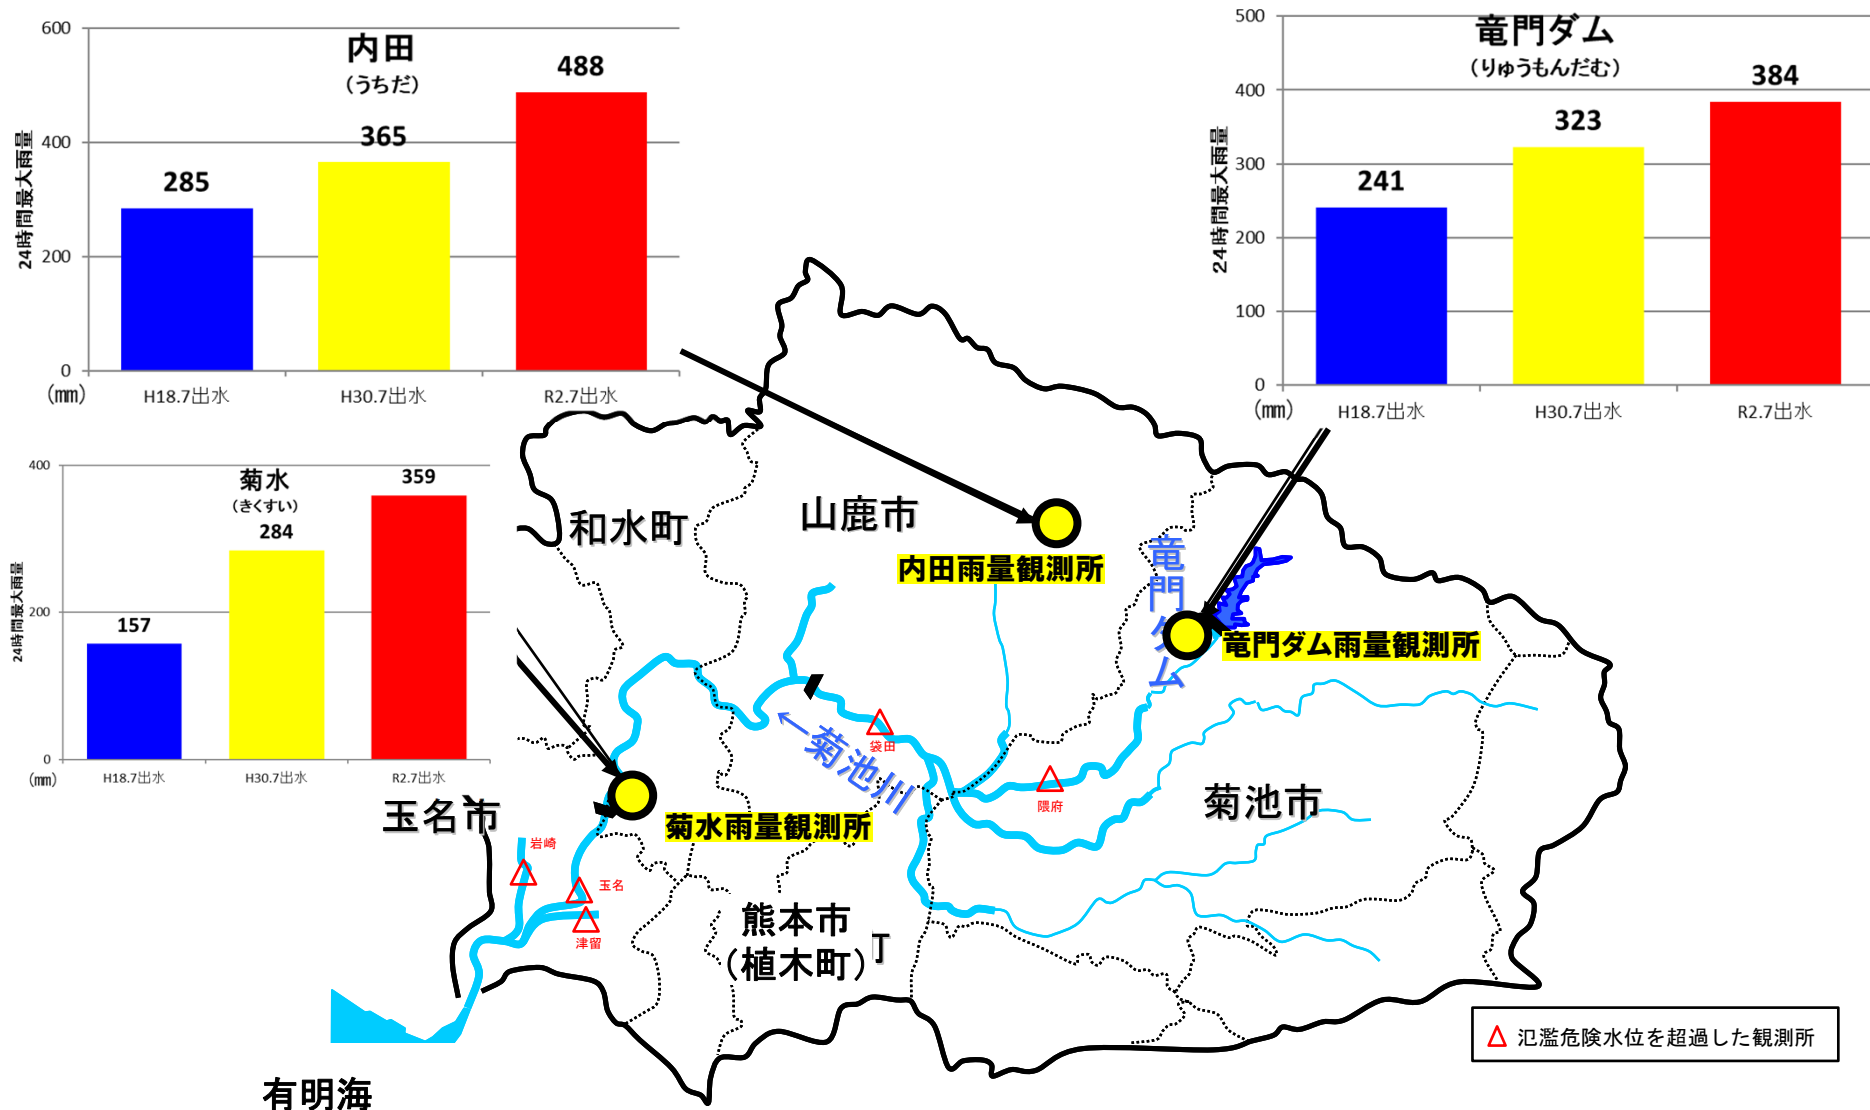 内田
(うちだ)
24時間最大雨量
600
400
200
0
(mm)
285
365
488
H18.7出水
H30.7出水
R2.7出水
竜門ダム
(りゅうもんだむ)
24時間最大雨量
500
400
300
200
100
0
(mm)
241
323
384
H18.7出水
H30.7出水
R2.7出水
菊水
(きくすい)
24時間最大雨量
400
200
0
(mm)
157
284
359
H18.7出水
H30.7出水
R2.7出水
和水町
山鹿市
内田雨量観測所
竜門ダム
竜門ダム雨量観測所
←菊池川
袋田
隈府
菊池市
玉名市
菊水雨量観測所
岩崎
玉名
津留
熊本市
(植木町)
有明海
△ 氾濫危険水位を超過した観測所